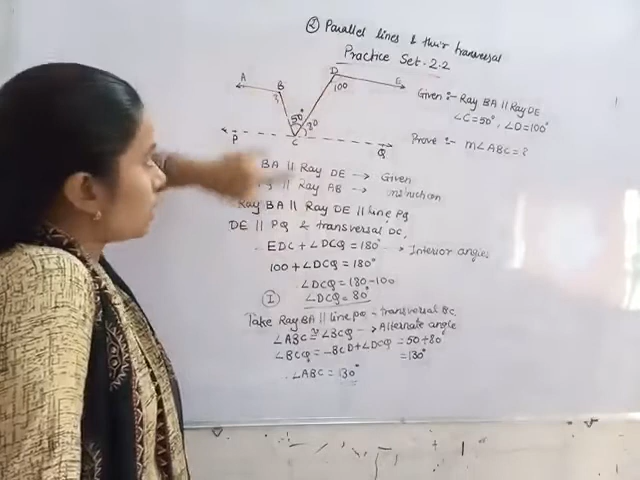 ② Parallel lines & their transversal
Practice Set - 2.2
A
B
D
E
100
50°
80
C
P
Q
Given :- Ray BA || Ray DE
∠C = 50°, ∠D = 100°
Prove :- m∠ABC = ?
BA || Ray DE → Given
|| Ray AB →
Ray BA || Ray DE || line PQ
DE || PQ & transversal DC,
EDC + ∠DCQ = 180° → Interior angles
100 + ∠DCQ = 180°
∠DCQ = 180 - 100
Ⓘ ∠DCQ = 80°
Take Ray BA || line PQ - transversal BC
∠ABC ≅ ∠BCQ → Alternate angle
∠BCQ = -BCD + ∠DCQ = 50 + 80°
= 130°
∴ ∠ABC = 130°